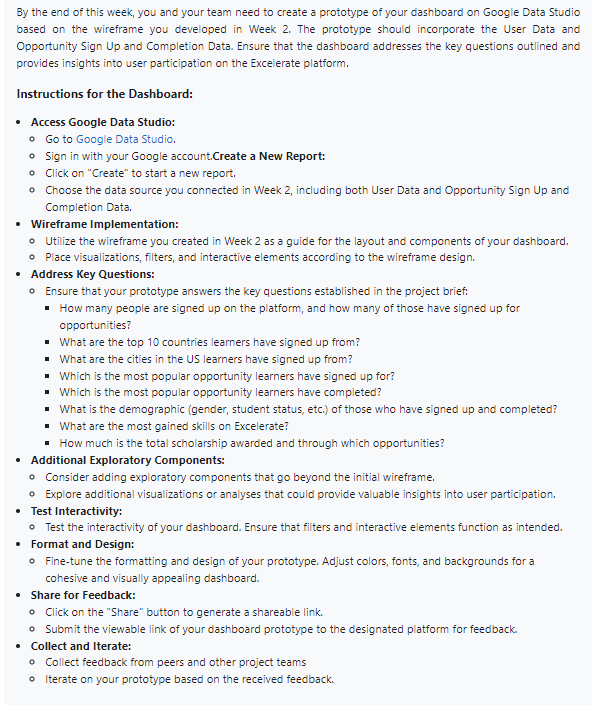 By the end of this week, you and your team need to create a prototype of your dashboard on Google Data Studio
based on the wireframe you developed in Week 2. The prototype should incorporate the User Data and
Opportunity Sign Up and Completion Data. Ensure that the dashboard addresses the key questions outlined and
provides insights into user participation on the Excelerate platform.
Instructions for the Dashboard:
• Access Google Data Studio:
○ Go to Google Data Studio.
○ Sign in with your Google account.Create a New Report:
○ Click on "Create" to start a new report.
○ Choose the data source you connected in Week 2, including both User Data and Opportunity Sign Up and
Completion Data.
• Wireframe Implementation:
○ Utilize the wireframe you created in Week 2 as a guide for the layout and components of your dashboard.
○ Place visualizations, filters, and interactive elements according to the wireframe design.
• Address Key Questions:
○ Ensure that your prototype answers the key questions established in the project brief:
▪ How many people are signed up on the platform, and how many of those have signed up for
opportunities?
▪ What are the top 10 countries learners have signed up from?
▪ What are the cities in the US learners have signed up from?
▪ Which is the most popular opportunity learners have signed up for?
▪ Which is the most popular opportunity learners have completed?
▪ What is the demographic (gender, student status, etc.) of those who have signed up and completed?
▪ What are the most gained skills on Excelerate?
▪ How much is the total scholarship awarded and through which opportunities?
• Additional Exploratory Components:
○ Consider adding exploratory components that go beyond the initial wireframe.
○ Explore additional visualizations or analyses that could provide valuable insights into user participation.
• Test Interactivity:
○ Test the interactivity of your dashboard. Ensure that filters and interactive elements function as intended.
• Format and Design:
○ Fine-tune the formatting and design of your prototype. Adjust colors, fonts, and backgrounds for a
cohesive and visually appealing dashboard.
• Share for Feedback:
○ Click on the "Share" button to generate a shareable link.
○ Submit the viewable link of your dashboard prototype to the designated platform for feedback.
• Collect and Iterate:
○ Collect feedback from peers and other project teams
○ Iterate on your prototype based on the received feedback.